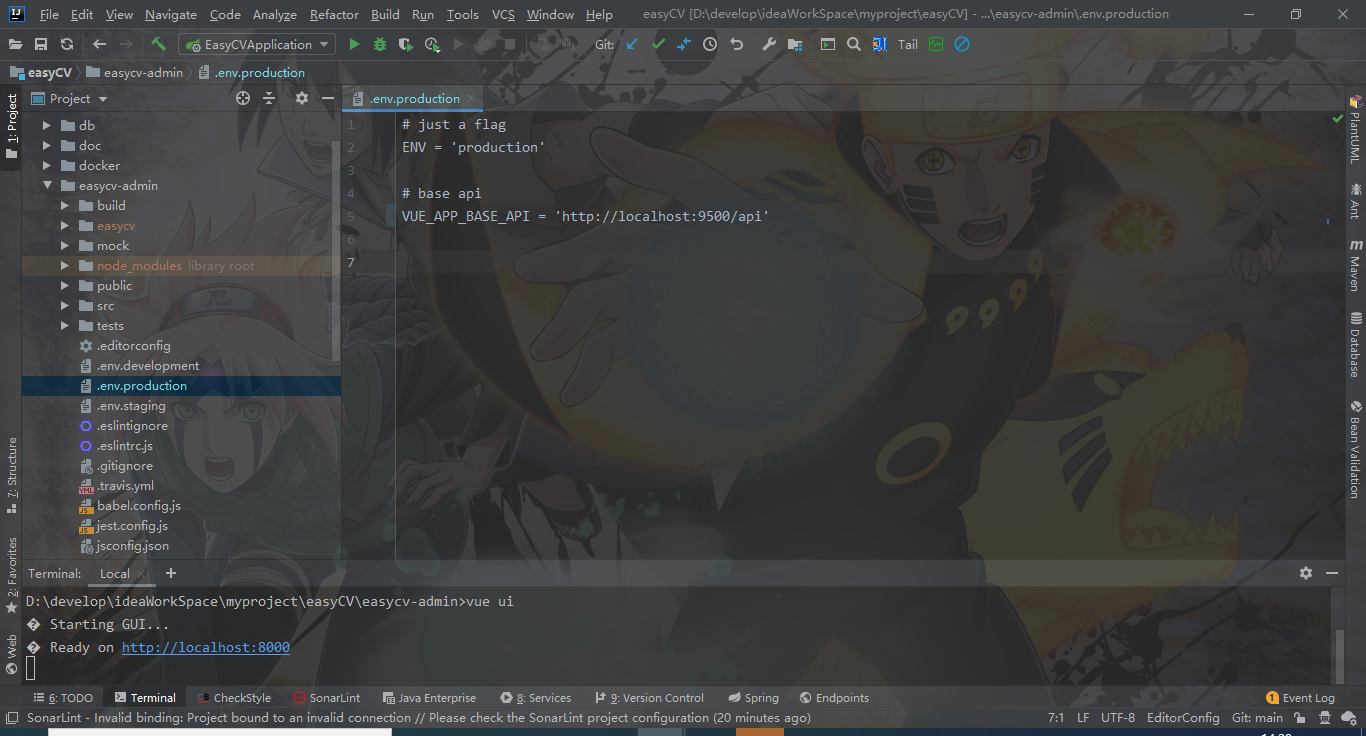 File Edit View Navigate Code Analyze Refactor Build Run Tools VCS Window Help easyCV [D:\develop\ideaWorkSpace\myproject\easyCV] - ...\easycv-admin\.env.production
EasyCVApplication Git: Tail
easyCV easycv-admin .env.production
Project
.env.production
1: Project
db
doc
docker
easycv-admin
build
easycv
mock
node_modules library root
public
src
tests
.editorconfig
.env.development
.env.production
.env.staging
.eslintignore
.eslintrc.js
.gitignore
.travis.yml
babel.config.js
jest.config.js
jsconfig.json
7: Structure
2: Favorites
Web
1 # just a flag
2 ENV = 'production'
3
4 # base api
5 VUE_APP_BASE_API = 'http://localhost:9500/api'
6
7
PlantUML
Ant
Maven
Database
Bean Validation
Terminal: Local
D:\develop\ideaWorkSpace\myproject\easyCV\easycv-admin>vue ui
� Starting GUI...
� Ready on http://localhost:8000
6: TODO Terminal CheckStyle SonarLint Java Enterprise 8: Services 9: Version Control Spring Endpoints 1 Event Log
SonarLint - Invalid binding: Project bound to an invalid connection // Please check the SonarLint project configuration (20 minutes ago) 7:1 LF UTF-8 EditorConfig Git: main